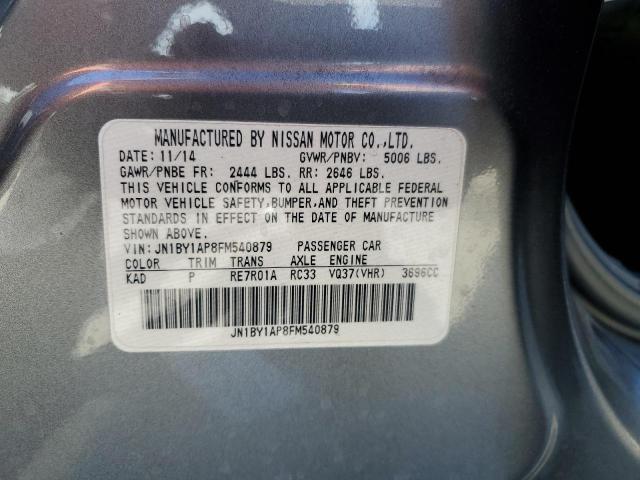 MANUFACTURED BY NISSAN MOTOR CO.,LTD.
DATE: 11/14 GVWR/PNBV: 5006 LBS.
GAWR/PNBE FR: 2444 LBS. RR: 2646 LBS.
THIS VEHICLE CONFORMS TO ALL APPLICABLE FEDERAL
MOTOR VEHICLE SAFETY,BUMPER,AND THEFT PREVENTION
STANDARDS IN EFFECT ON THE DATE OF MANUFACTURE
SHOWN ABOVE.
VIN: JN1BY1AP8FM540879 PASSENGER CAR
COLOR TRIM TRANS AXLE ENGINE
KAD P RE7R01A RC33 VQ37(VHR) 3696CC
JN1BY1AP8FM540879